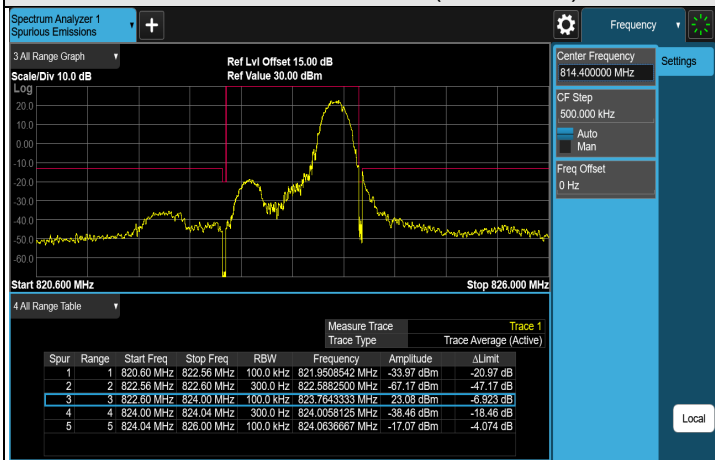 Spectrum Analyzer 1
Spurious Emissions
+
Frequency
3 All Range Graph
Ref Lvl Offset 15.00 dB
Scale/Div 10.0 dB
Ref Value 30.00 dBm
Log
20.0
10.0
0.00
-10.0
-20.0
-30.0
-40.0
-50.0
-60.0
Start 820.600 MHz
Stop 826.000 MHz
Center Frequency
814.400000 MHz
Settings
CF Step
500.000 kHz
Auto
Man
Freq Offset
0 Hz
4 All Range Table
Measure Trace Trace 1
Trace Type Trace Average (Active)
Spur Range Start Freq Stop Freq RBW Frequency Amplitude ΔLimit
1 1 820.60 MHz 822.56 MHz 100.0 kHz 821.9508542 MHz -33.97 dBm -20.97 dB
2 2 822.56 MHz 822.60 MHz 300.0 Hz 822.5882500 MHz -67.17 dBm -47.17 dB
3 3 822.60 MHz 824.00 MHz 100.0 kHz 823.7643333 MHz 23.08 dBm -6.923 dB
4 4 824.00 MHz 824.04 MHz 300.0 Hz 824.0058125 MHz -38.46 dBm -18.46 dB
5 5 824.04 MHz 826.00 MHz 100.0 kHz 824.0636667 MHz -17.07 dBm -4.074 dB
Local